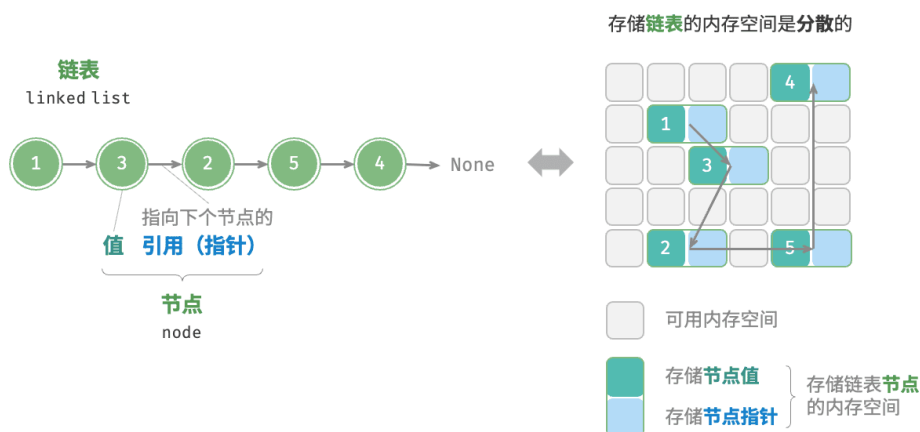 存储链表的内存空间是分散的
链表
linked list
1
3
2
5
4
None
指向下个节点的
值 引用（指针）
节点
node
4
1
3
2
5
可用内存空间
存储节点值
存储节点指针
存储链表节点
的内存空间